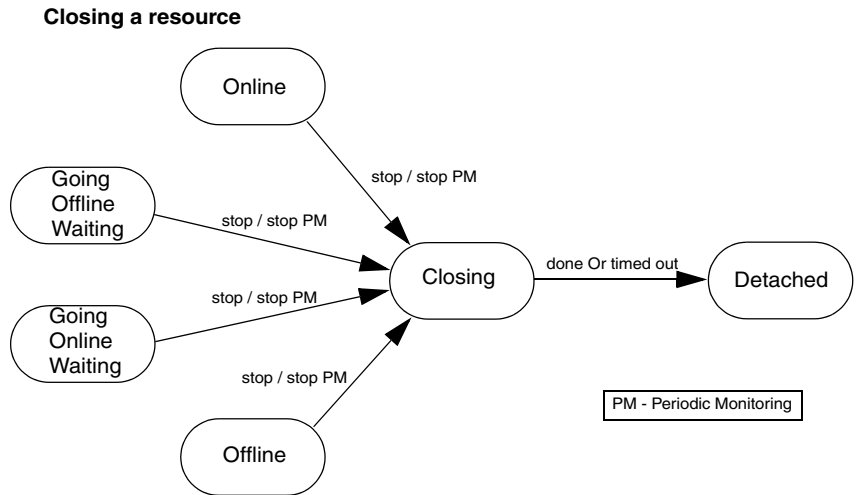 Closing a resource
Online
stop / stop PM
Going
Offline
Waiting
stop / stop PM
Closing
done Or timed out
Detached
Going
Online
Waiting
stop / stop PM
stop / stop PM
Offline
PM - Periodic Monitoring